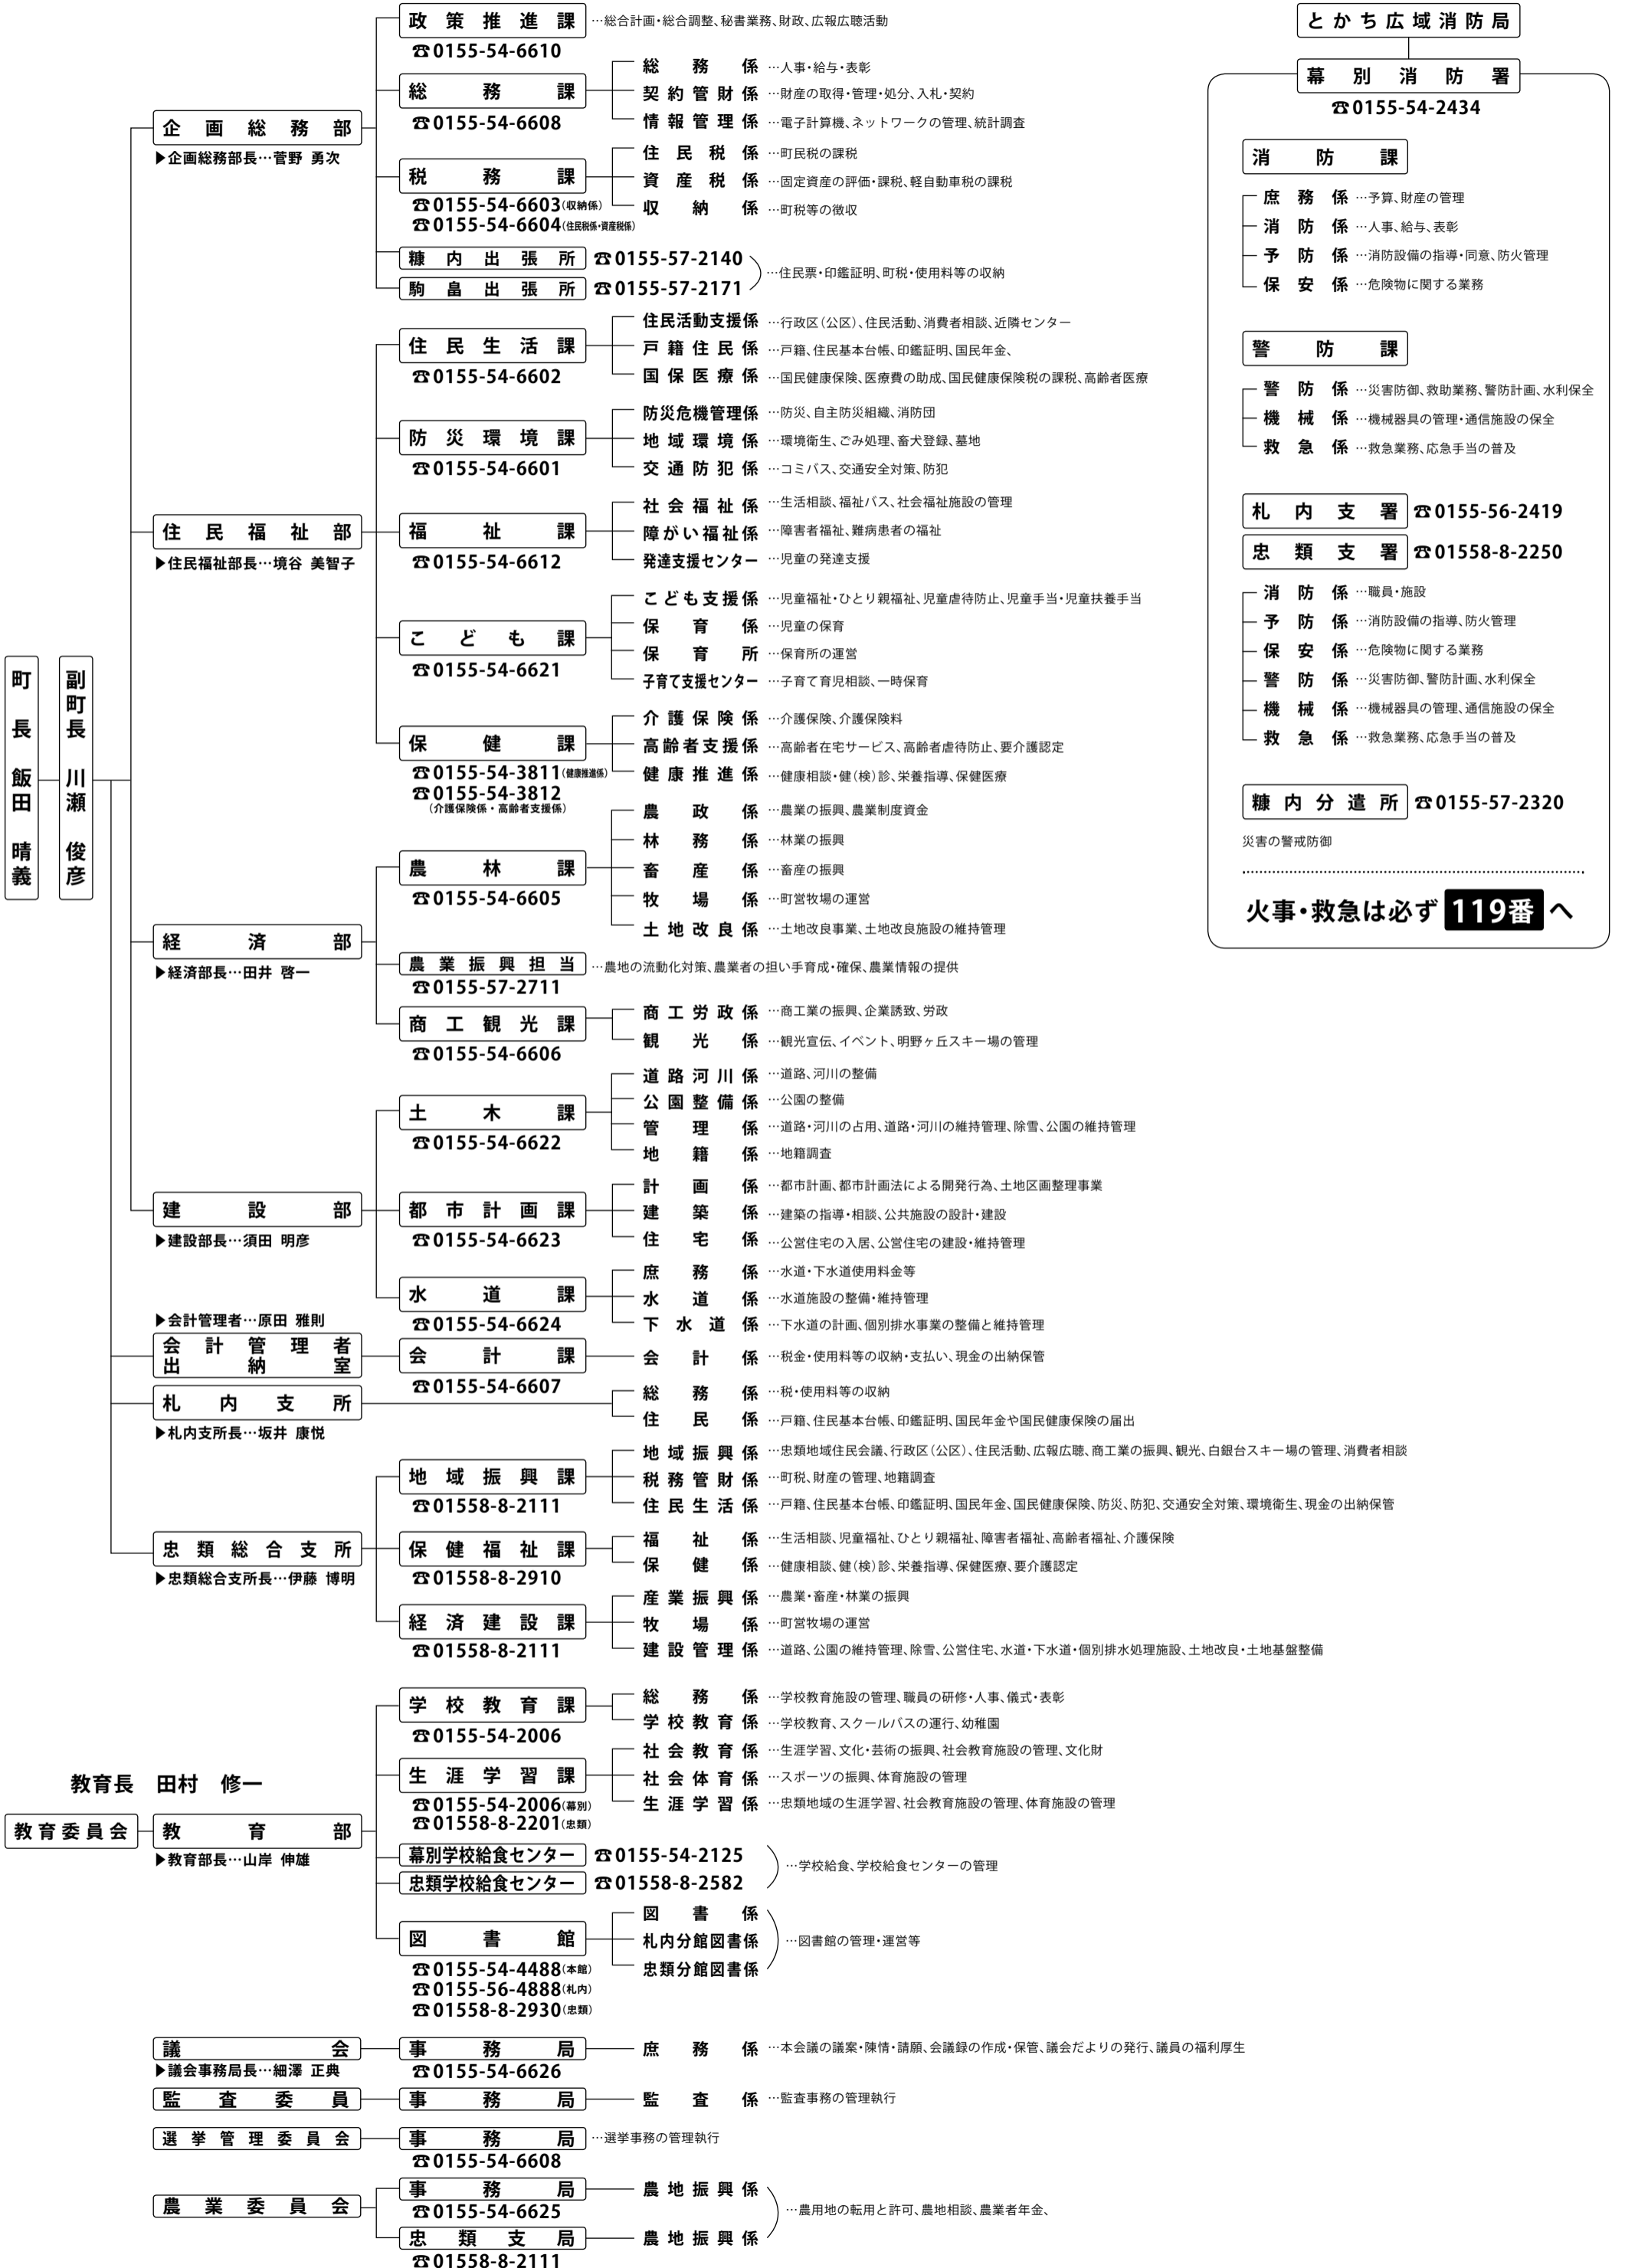 町長 飯田 晴義
副町長 川瀬 俊彦
企画総務部
▶企画総務部長…菅野 勇次
政策推進課 …総合計画・総合調整、秘書業務、財政、広報広聴活動
☎0155-54-6610
総務課
☎0155-54-6608
総務係 …人事・給与・表彰
契約管財係 …財産の取得・管理・処分、入札・契約
情報管理係 …電子計算機、ネットワークの管理、統計調査
税務課
☎0155-54-6603(収納係)
☎0155-54-6604(住民税係・資産税係)
住民税係 …町民税の課税
資産税係 …固定資産の評価・課税、軽自動車税の課税
収納係 …町税等の徴収
糠内出張所 ☎0155-57-2140
駒畠出張所 ☎0155-57-2171
…住民票・印鑑証明、町税・使用料等の収納
住民福祉部
▶住民福祉部長…境谷 美智子
住民生活課
☎0155-54-6602
住民活動支援係 …行政区(公区)、住民活動、消費者相談、近隣センター
戸籍住民係 …戸籍、住民基本台帳、印鑑証明、国民年金、
国保医療係 …国民健康保険、医療費の助成、国民健康保険税の課税、高齢者医療
防災環境課
☎0155-54-6601
防災危機管理係 …防災、自主防災組織、消防団
地域環境係 …環境衛生、ごみ処理、畜犬登録、墓地
交通防犯係 …コミバス、交通安全対策、防犯
福祉課
☎0155-54-6612
社会福祉係 …生活相談、福祉バス、社会福祉施設の管理
障がい福祉係 …障害者福祉、難病患者の福祉
発達支援センター …児童の発達支援
こども課
☎0155-54-6621
こども支援係 …児童福祉・ひとり親福祉、児童虐待防止、児童手当・児童扶養手当
保育係 …児童の保育
保育所 …保育所の運営
子育て支援センター …子育て育児相談、一時保育
保健課
☎0155-54-3811(健康推進係)
☎0155-54-3812
(介護保険係・高齢者支援係)
介護保険係 …介護保険、介護保険料
高齢者支援係 …高齢者在宅サービス、高齢者虐待防止、要介護認定
健康推進係 …健康相談・健(検)診、栄養指導、保健医療
経済部
▶経済部長…田井 啓一
農林課
☎0155-54-6605
農政係 …農業の振興、農業制度資金
林務係 …林業の振興
畜産係 …畜産の振興
牧場係 …町営牧場の運営
土地改良係 …土地改良事業、土地改良施設の維持管理
農業振興担当 …農地の流動化対策、農業者の担い手育成・確保、農業情報の提供
☎0155-57-2711
商工観光課
☎0155-54-6606
商工労政係 …商工業の振興、企業誘致、労政
観光係 …観光宣伝、イベント、明野ヶ丘スキー場の管理
建設部
▶建設部長…須田 明彦
土木課
☎0155-54-6622
道路河川係 …道路、河川の整備
公園整備係 …公園の整備
管理係 …道路・河川の占用、道路・河川の維持管理、除雪、公園の維持管理
地籍係 …地籍調査
都市計画課
☎0155-54-6623
計画係 …都市計画、都市計画法による開発行為、土地区画整理事業
建築係 …建築の指導・相談、公共施設の設計・建設
住宅係 …公営住宅の入居、公営住宅の建設・維持管理
水道課
☎0155-54-6624
庶務係 …水道・下水道使用料金等
水道係 …水道施設の整備・維持管理
下水道係 …下水道の計画、個別排水事業の整備と維持管理
▶会計管理者…原田 雅則
会計管理者
出納室
会計課
☎0155-54-6607
会計係 …税金・使用料等の収納・支払い、現金の出納保管
札内支所
▶札内支所長…坂井 康悦
総務係 …税・使用料等の収納
住民係 …戸籍、住民基本台帳、印鑑証明、国民年金や国民健康保険の届出
忠類総合支所
▶忠類総合支所長…伊藤 博明
地域振興課
☎01558-8-2111
地域振興係 …忠類地域住民会議、行政区(公区)、住民活動、広報広聴、商工業の振興、観光、白銀台スキー場の管理、消費者相談
税務管財係 …町税、財産の管理、地籍調査
住民生活係 …戸籍、住民基本台帳、印鑑証明、国民年金、国民健康保険、防災、防犯、交通安全対策、環境衛生、現金の出納保管
保健福祉課
☎01558-8-2910
福祉係 …生活相談、児童福祉、ひとり親福祉、障害者福祉、高齢者福祉、介護保険
保健係 …健康相談、健(検)診、栄養指導、保健医療、要介護認定
経済建設課
☎01558-8-2111
産業振興係 …農業・畜産・林業の振興
牧場係 …町営牧場の運営
建設管理係 …道路、公園の維持管理、除雪、公営住宅、水道・下水道・個別排水処理施設、土地改良・土地基盤整備
教育長 田村 修一
教育委員会
教育部
▶教育部長…山岸 伸雄
学校教育課
☎0155-54-2006
総務係 …学校教育施設の管理、職員の研修・人事、儀式・表彰
学校教育係 …学校教育、スクールバスの運行、幼稚園
生涯学習課
☎0155-54-2006(幕別)
☎01558-8-2201(忠類)
社会教育係 …生涯学習、文化・芸術の振興、社会教育施設の管理、文化財
社会体育係 …スポーツの振興、体育施設の管理
生涯学習係 …忠類地域の生涯学習、社会教育施設の管理、体育施設の管理
幕別学校給食センター ☎0155-54-2125
忠類学校給食センター ☎01558-8-2582
…学校給食、学校給食センターの管理
図書館
☎0155-54-4488(本館)
☎0155-56-4888(札内)
☎01558-8-2930(忠類)
図書係
札内分館図書係
忠類分館図書係
…図書館の管理・運営等
議会
▶議会事務局長…細澤 正典
事務局
☎0155-54-6626
庶務係 …本会議の議案・陳情・請願、会議録の作成・保管、議会だよりの発行、議員の福利厚生
監査委員
事務局
監査係 …監査事務の管理執行
選挙管理委員会
事務局 …選挙事務の管理執行
☎0155-54-6608
農業委員会
事務局
☎0155-54-6625
農地振興係
忠類支局
☎01558-8-2111
農地振興係
…農用地の転用と許可、農地相談、農業者年金、
とかち広域消防局
幕別消防署
☎0155-54-2434
消防課
庶務係 …予算、財産の管理
消防係 …人事、給与、表彰
予防係 …消防設備の指導・同意、防火管理
保安係 …危険物に関する業務
警防課
警防係 …災害防御、救助業務、警防計画、水利保全
機械係 …機械器具の管理・通信施設の保全
救急係 …救急業務、応急手当の普及
札内支署 ☎0155-56-2419
忠類支署 ☎01558-8-2250
消防係 …職員・施設
予防係 …消防設備の指導、防火管理
保安係 …危険物に関する業務
警防係 …災害防御、警防計画、水利保全
機械係 …機械器具の管理、通信施設の保全
救急係 …救急業務、応急手当の普及
糠内分遣所 ☎0155-57-2320
災害の警戒防御
火事・救急は必ず 119番 へ